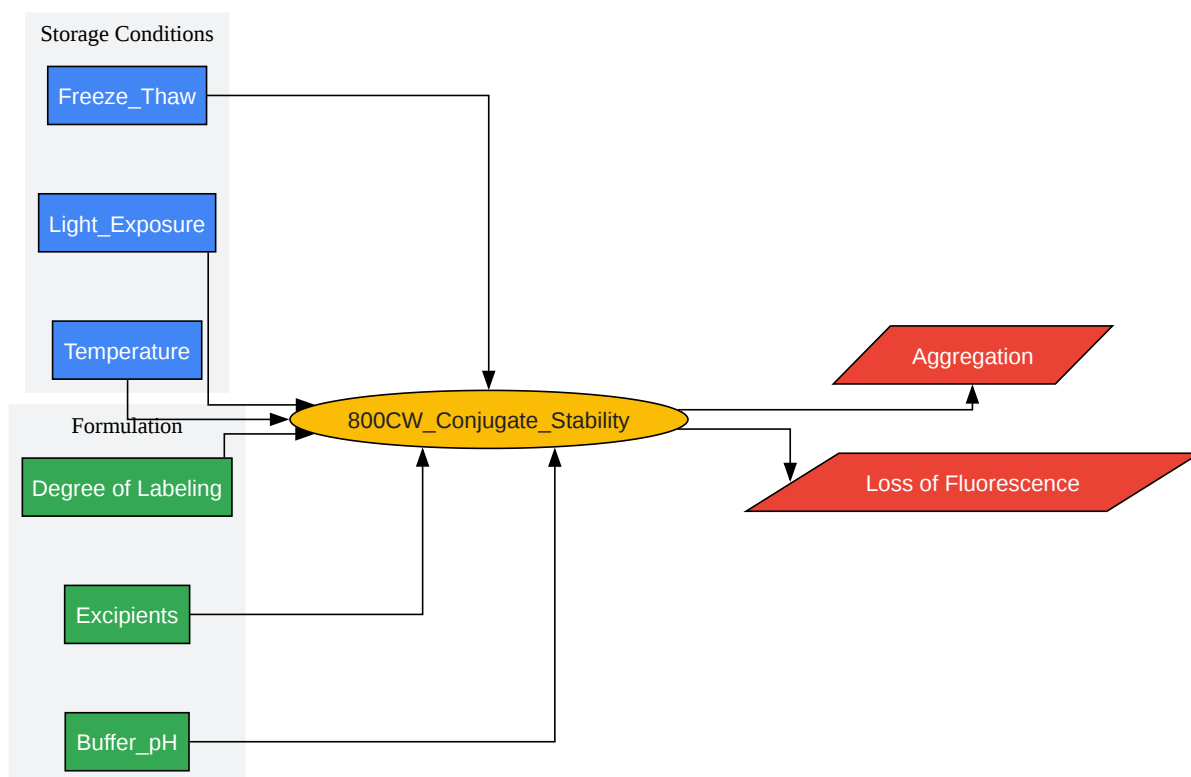 Storage Conditions
Freeze_Thaw
Light_Exposure
Temperature
Formulation
Degree of Labeling
Excipients
Buffer_pH
800CW_Conjugate_Stability
Aggregation
Loss of Fluorescence